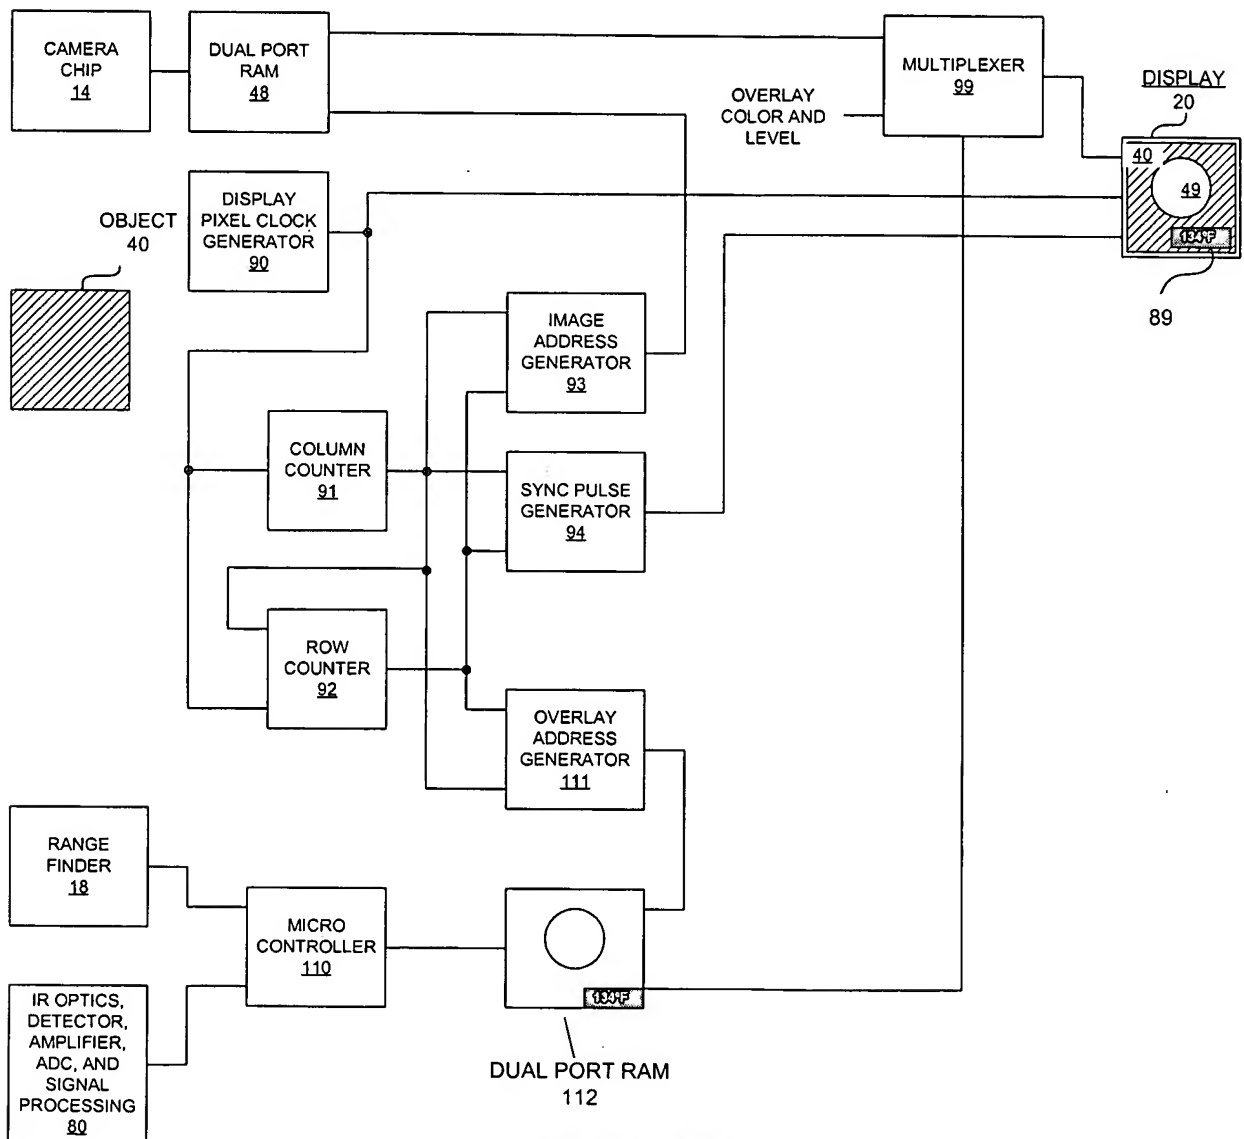 CAMERA
CHIP
14
DUAL PORT
RAM
48
MULTIPLEXER
99
OVERLAY
COLOR AND
LEVEL
DISPLAY
20
40
49
134°F
89
OBJECT
40
DISPLAY
PIXEL CLOCK
GENERATOR
90
IMAGE
ADDRESS
GENERATOR
93
COLUMN
COUNTER
91
SYNC PULSE
GENERATOR
94
ROW
COUNTER
92
OVERLAY
ADDRESS
GENERATOR
111
RANGE
FINDER
18
MICRO
CONTROLLER
110
134°F
DUAL PORT RAM
112
IR OPTICS,
DETECTOR,
AMPLIFIER,
ADC, AND
SIGNAL
PROCESSING
80